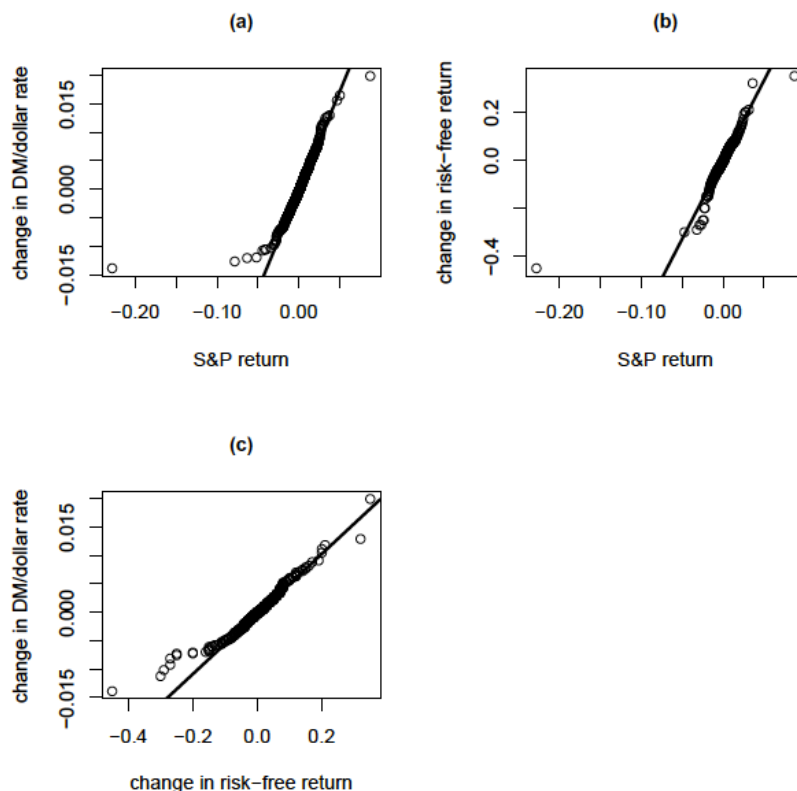 (a)
change in DM/dollar rate
0.015
0.000
−0.015
−0.20
−0.10
0.00
S&P return
(b)
change in risk−free return
0.2
0.0
−0.4
−0.20
−0.10
0.00
S&P return
(c)
change in DM/dollar rate
0.015
0.000
−0.015
−0.4
−0.2
0.0
0.2
change in risk−free return